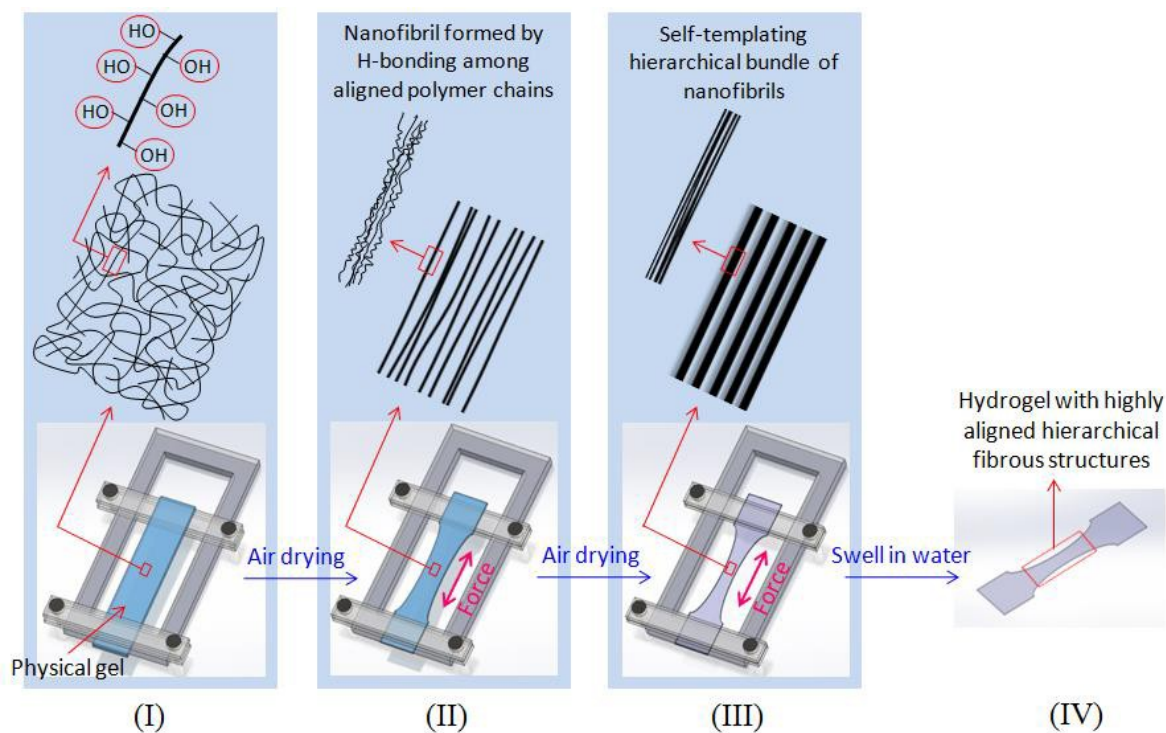 HO
HO
OH
HO
OH
OH
Physical gel
(I)
Air drying
Nanofibril formed by
H-bonding among
aligned polymer chains
Force
(II)
Air drying
Self-templating
hierarchical bundle of
nanofibrils
Force
(III)
Swell in water
Hydrogel with highly
aligned hierarchical
fibrous structures
(IV)